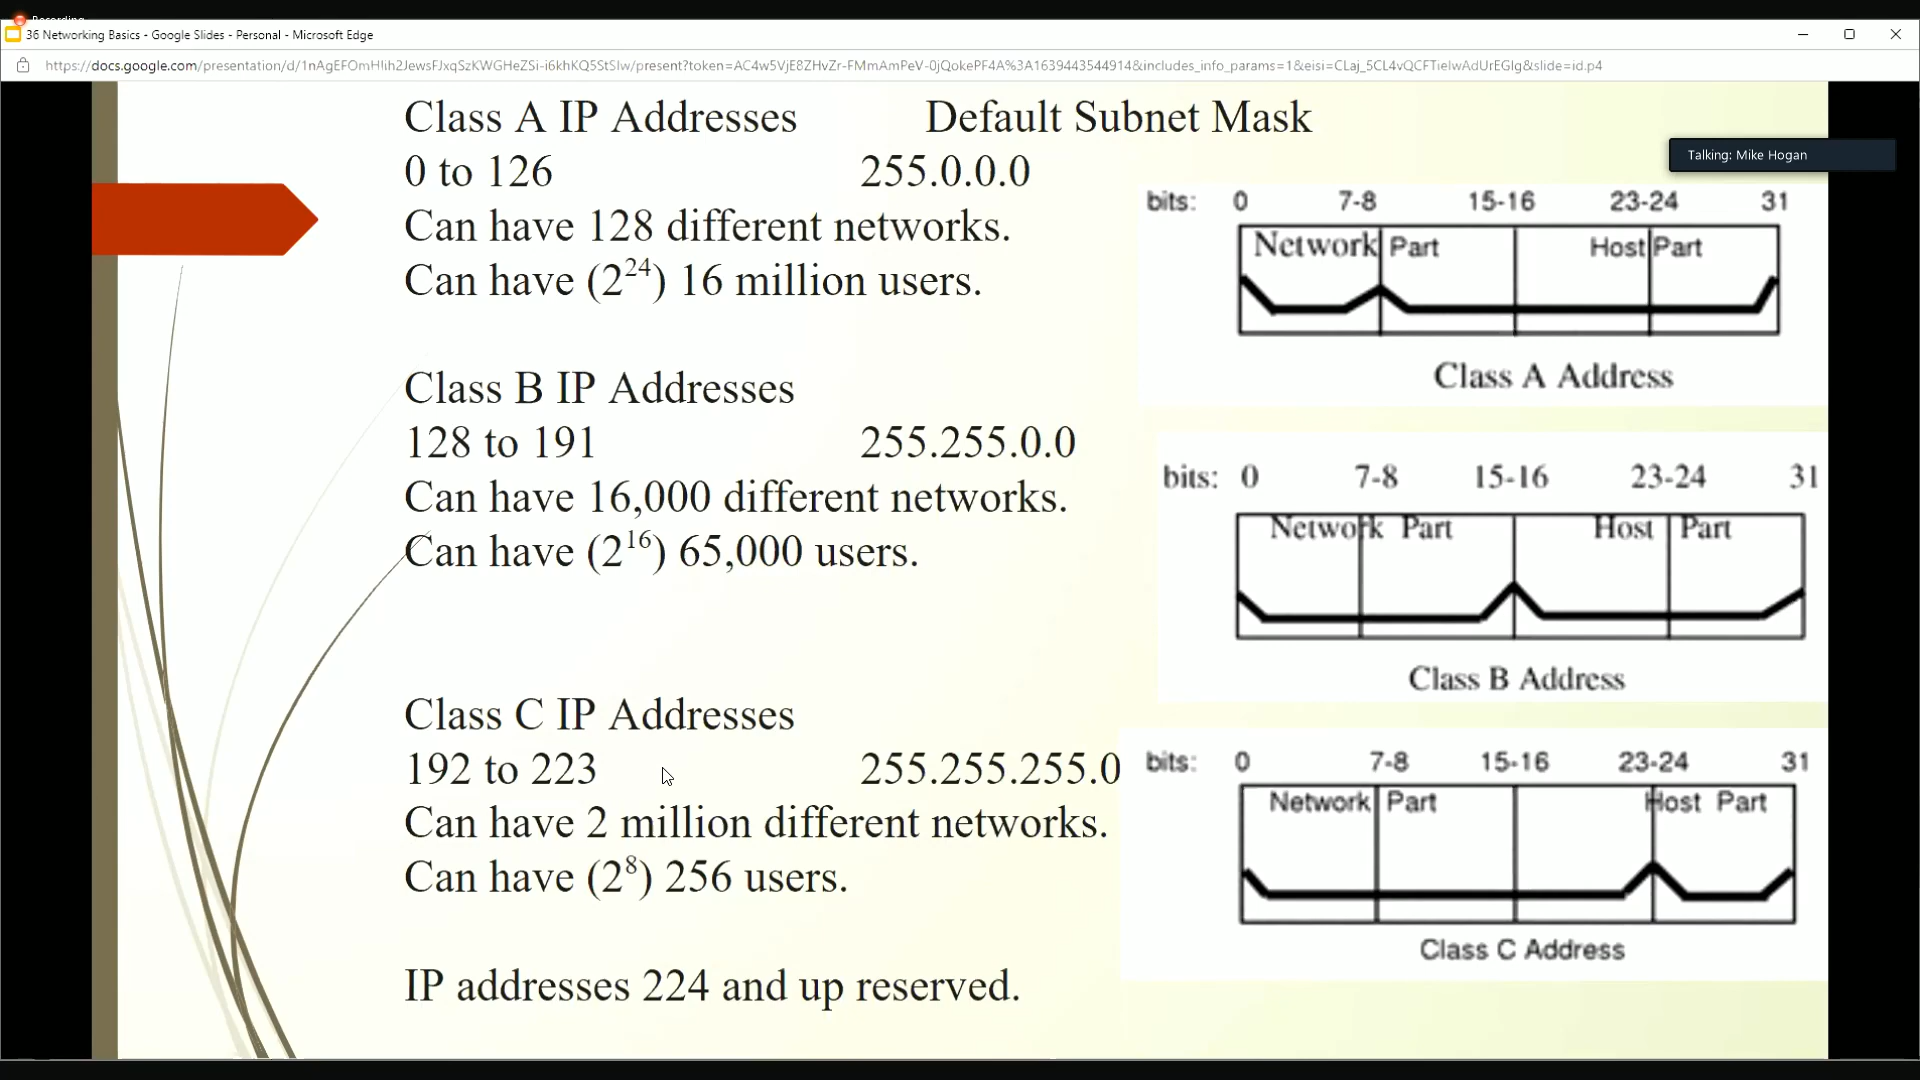 Recording
36 Networking Basics - Google Slides - Personal - Microsoft Edge
Talking: Mike Hogan
Class A IP Addresses Default Subnet Mask
0 to 126 255.0.0.0
Can have 128 different networks.
Can have (2²⁴) 16 million users.
bits: 0 7-8 15-16 23-24 31
Network Part Host Part
Class A Address
Class B IP Addresses
128 to 191 255.255.0.0
Can have 16,000 different networks.
Can have (2¹⁶) 65,000 users.
bits: 0 7-8 15-16 23-24 31
Network Part Host Part
Class B Address
Class C IP Addresses
192 to 223 255.255.255.0
Can have 2 million different networks.
Can have (2⁸) 256 users.
bits: 0 7-8 15-16 23-24 31
Network Part Host Part
Class C Address
IP addresses 224 and up reserved.